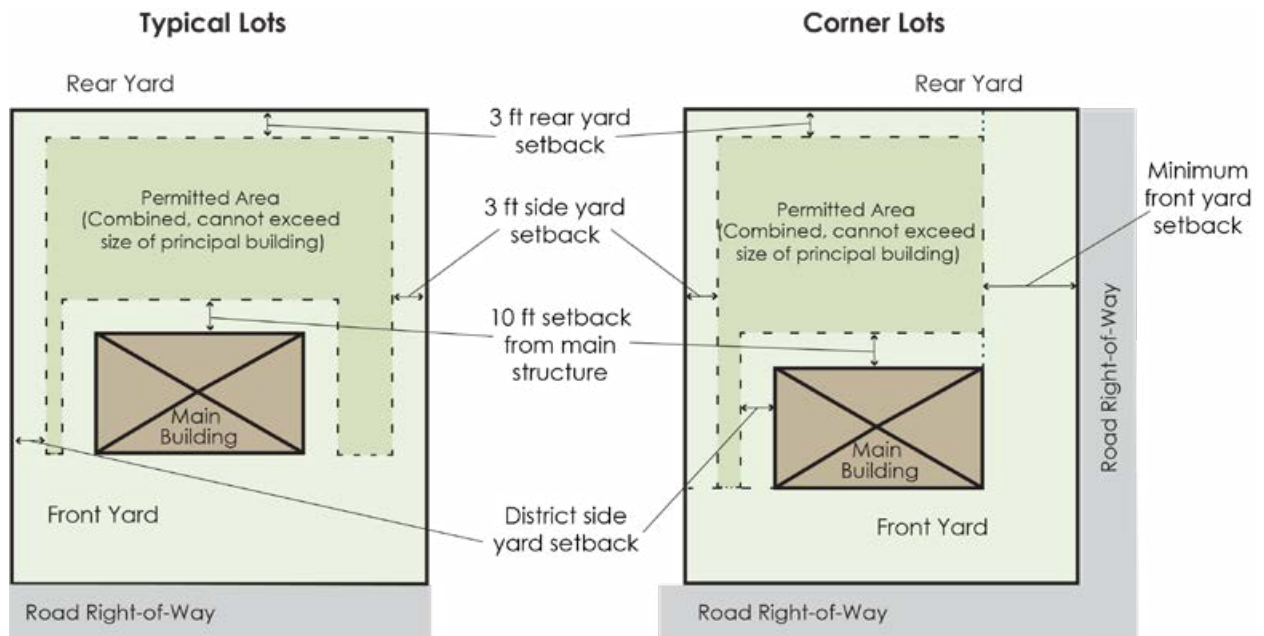 Typical Lots
Rear Yard
Permitted Area
(Combined, cannot exceed
size of principal building)
Main
Building
Front Yard
Road Right-of-Way
3 ft rear yard
setback
3 ft side yard
setback
10 ft setback
from main
structure
District side
yard setback
Corner Lots
Rear Yard
Permitted Area
(Combined, cannot exceed
size of principal building)
Minimum
front yard
setback
Main
Building
Front Yard
Road Right-of-Way
Road Right-of-Way